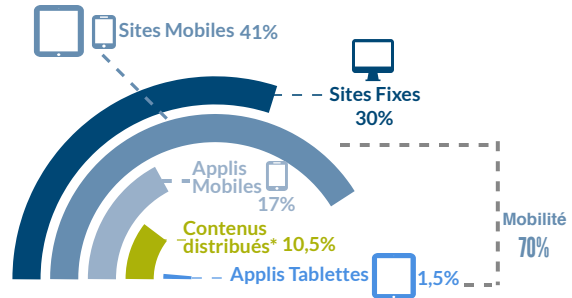 Sites Mobiles 41%
Sites Fixes
30%
Applis
Mobiles
17%
Contenus
distribués* 10,5%
Applis Tablettes 1,5%
Mobilité
70%